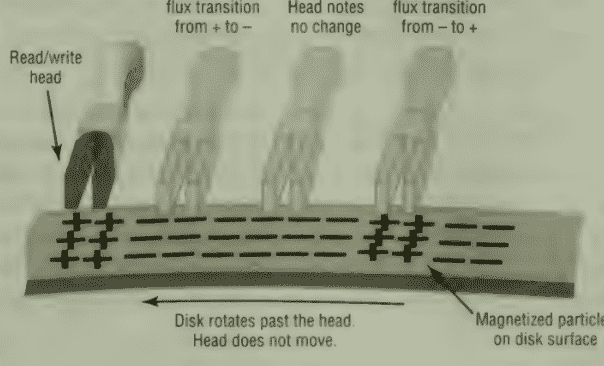 flux transition
from + to –
Head notes
no change
flux transition
from – to +
Read/write
head
Disk rotates past the head.
Head does not move.
Magnetized particle
on disk surface